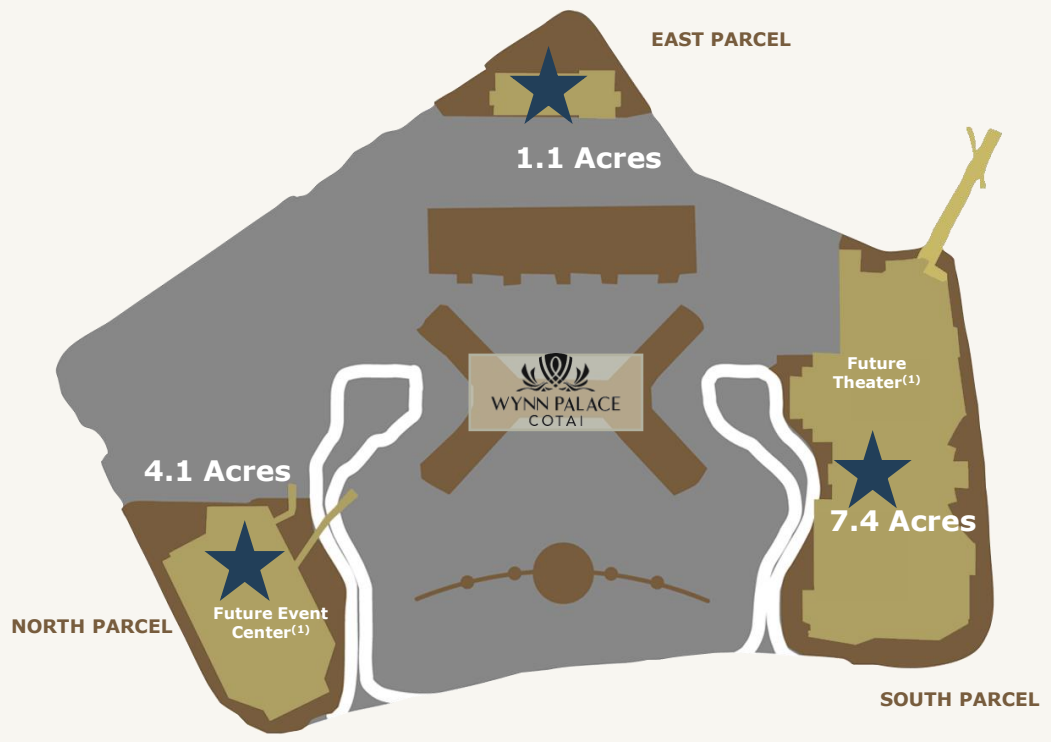 EAST PARCEL
1.1 Acres
WYNN PALACE
COTAI
Future
Theater(1)
4.1 Acres
7.4 Acres
Future Event
Center(1)
NORTH PARCEL
SOUTH PARCEL